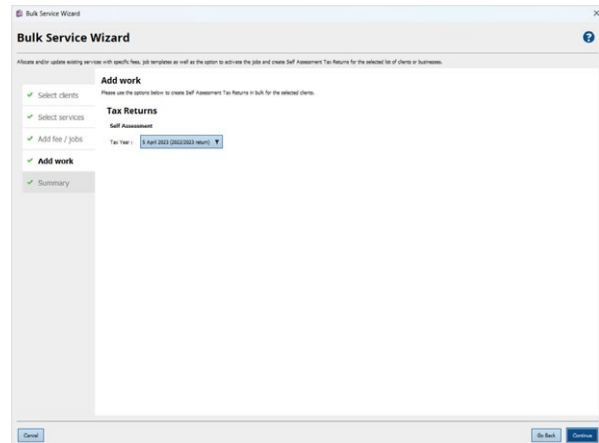 Bulk Service Wizard
Bulk Service Wizard
Allocate and/or update existing services with specific fees, job templates as well as the option to activate the jobs and create Self Assessment Tax Returns for the selected list of clients or businesses.
Add work
Please use the options below to create Self Assessment Tax Returns in bulk for the selected clients.
Select clients
Select services
Add fee / jobs
Add work
Summary
Tax Returns
Self Assessment
Tax Year : 5 April 2023 (2022/2023 return)
Cancel
Go Back
Continue